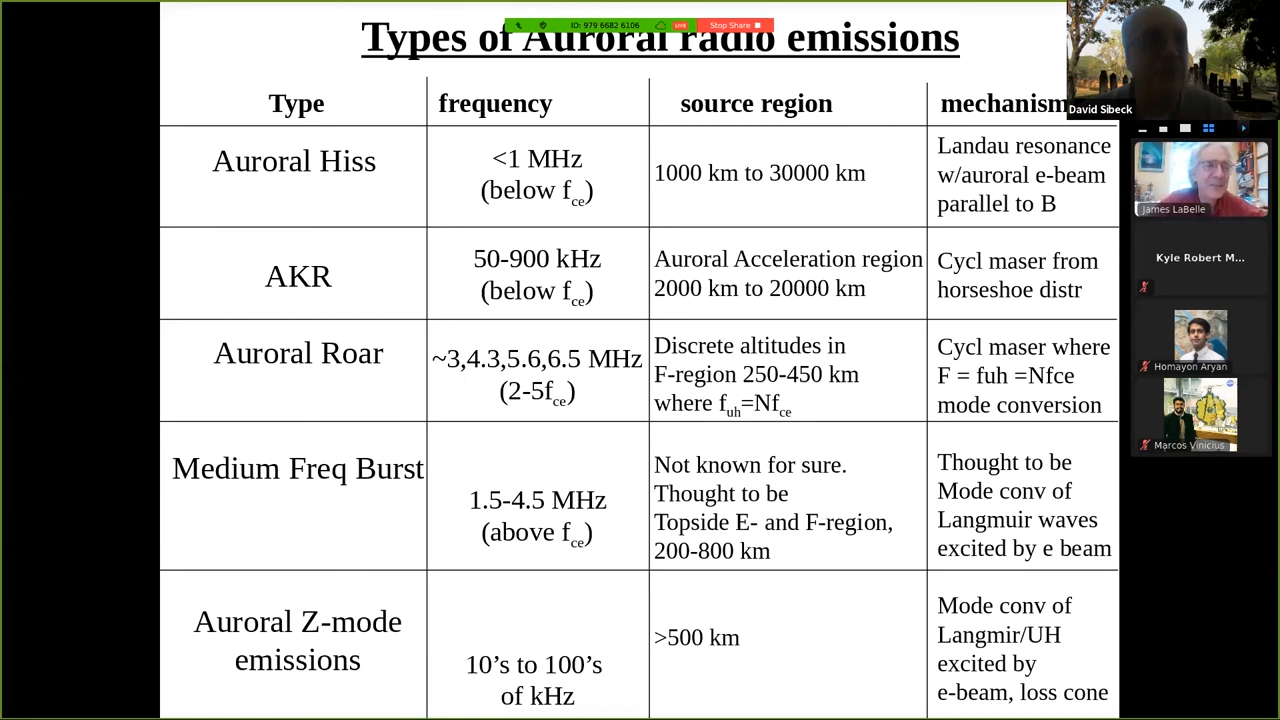 ID: 979 6682 6106
LIVE
Stop Share
Types of Auroral radio emissions
David Sibeck
Type
frequency
source region
mechanism
Auroral Hiss
<1 MHz
(below fce)
1000 km to 30000 km
Landau resonance
w/auroral e-beam
parallel to B
AKR
50-900 kHz
(below fce)
Auroral Acceleration region
2000 km to 20000 km
Cycl maser from
horseshoe distr
Auroral Roar
~3,4.3,5.6,6.5 MHz
(2-5fce)
Discrete altitudes in
F-region 250-450 km
where fuh=Nfce
Cycl maser where
F = fuh =Nfce
mode conversion
Medium Freq Burst
1.5-4.5 MHz
(above fce)
Not known for sure.
Thought to be
Topside E- and F-region,
200-800 km
Thought to be
Mode conv of
Langmuir waves
excited by e beam
Auroral Z-mode
emissions
10’s to 100’s
of kHz
>500 km
Mode conv of
Langmir/UH
excited by
e-beam, loss cone
James LaBelle
Kyle Robert M...
Homayon Aryan
Marcos Vinicius